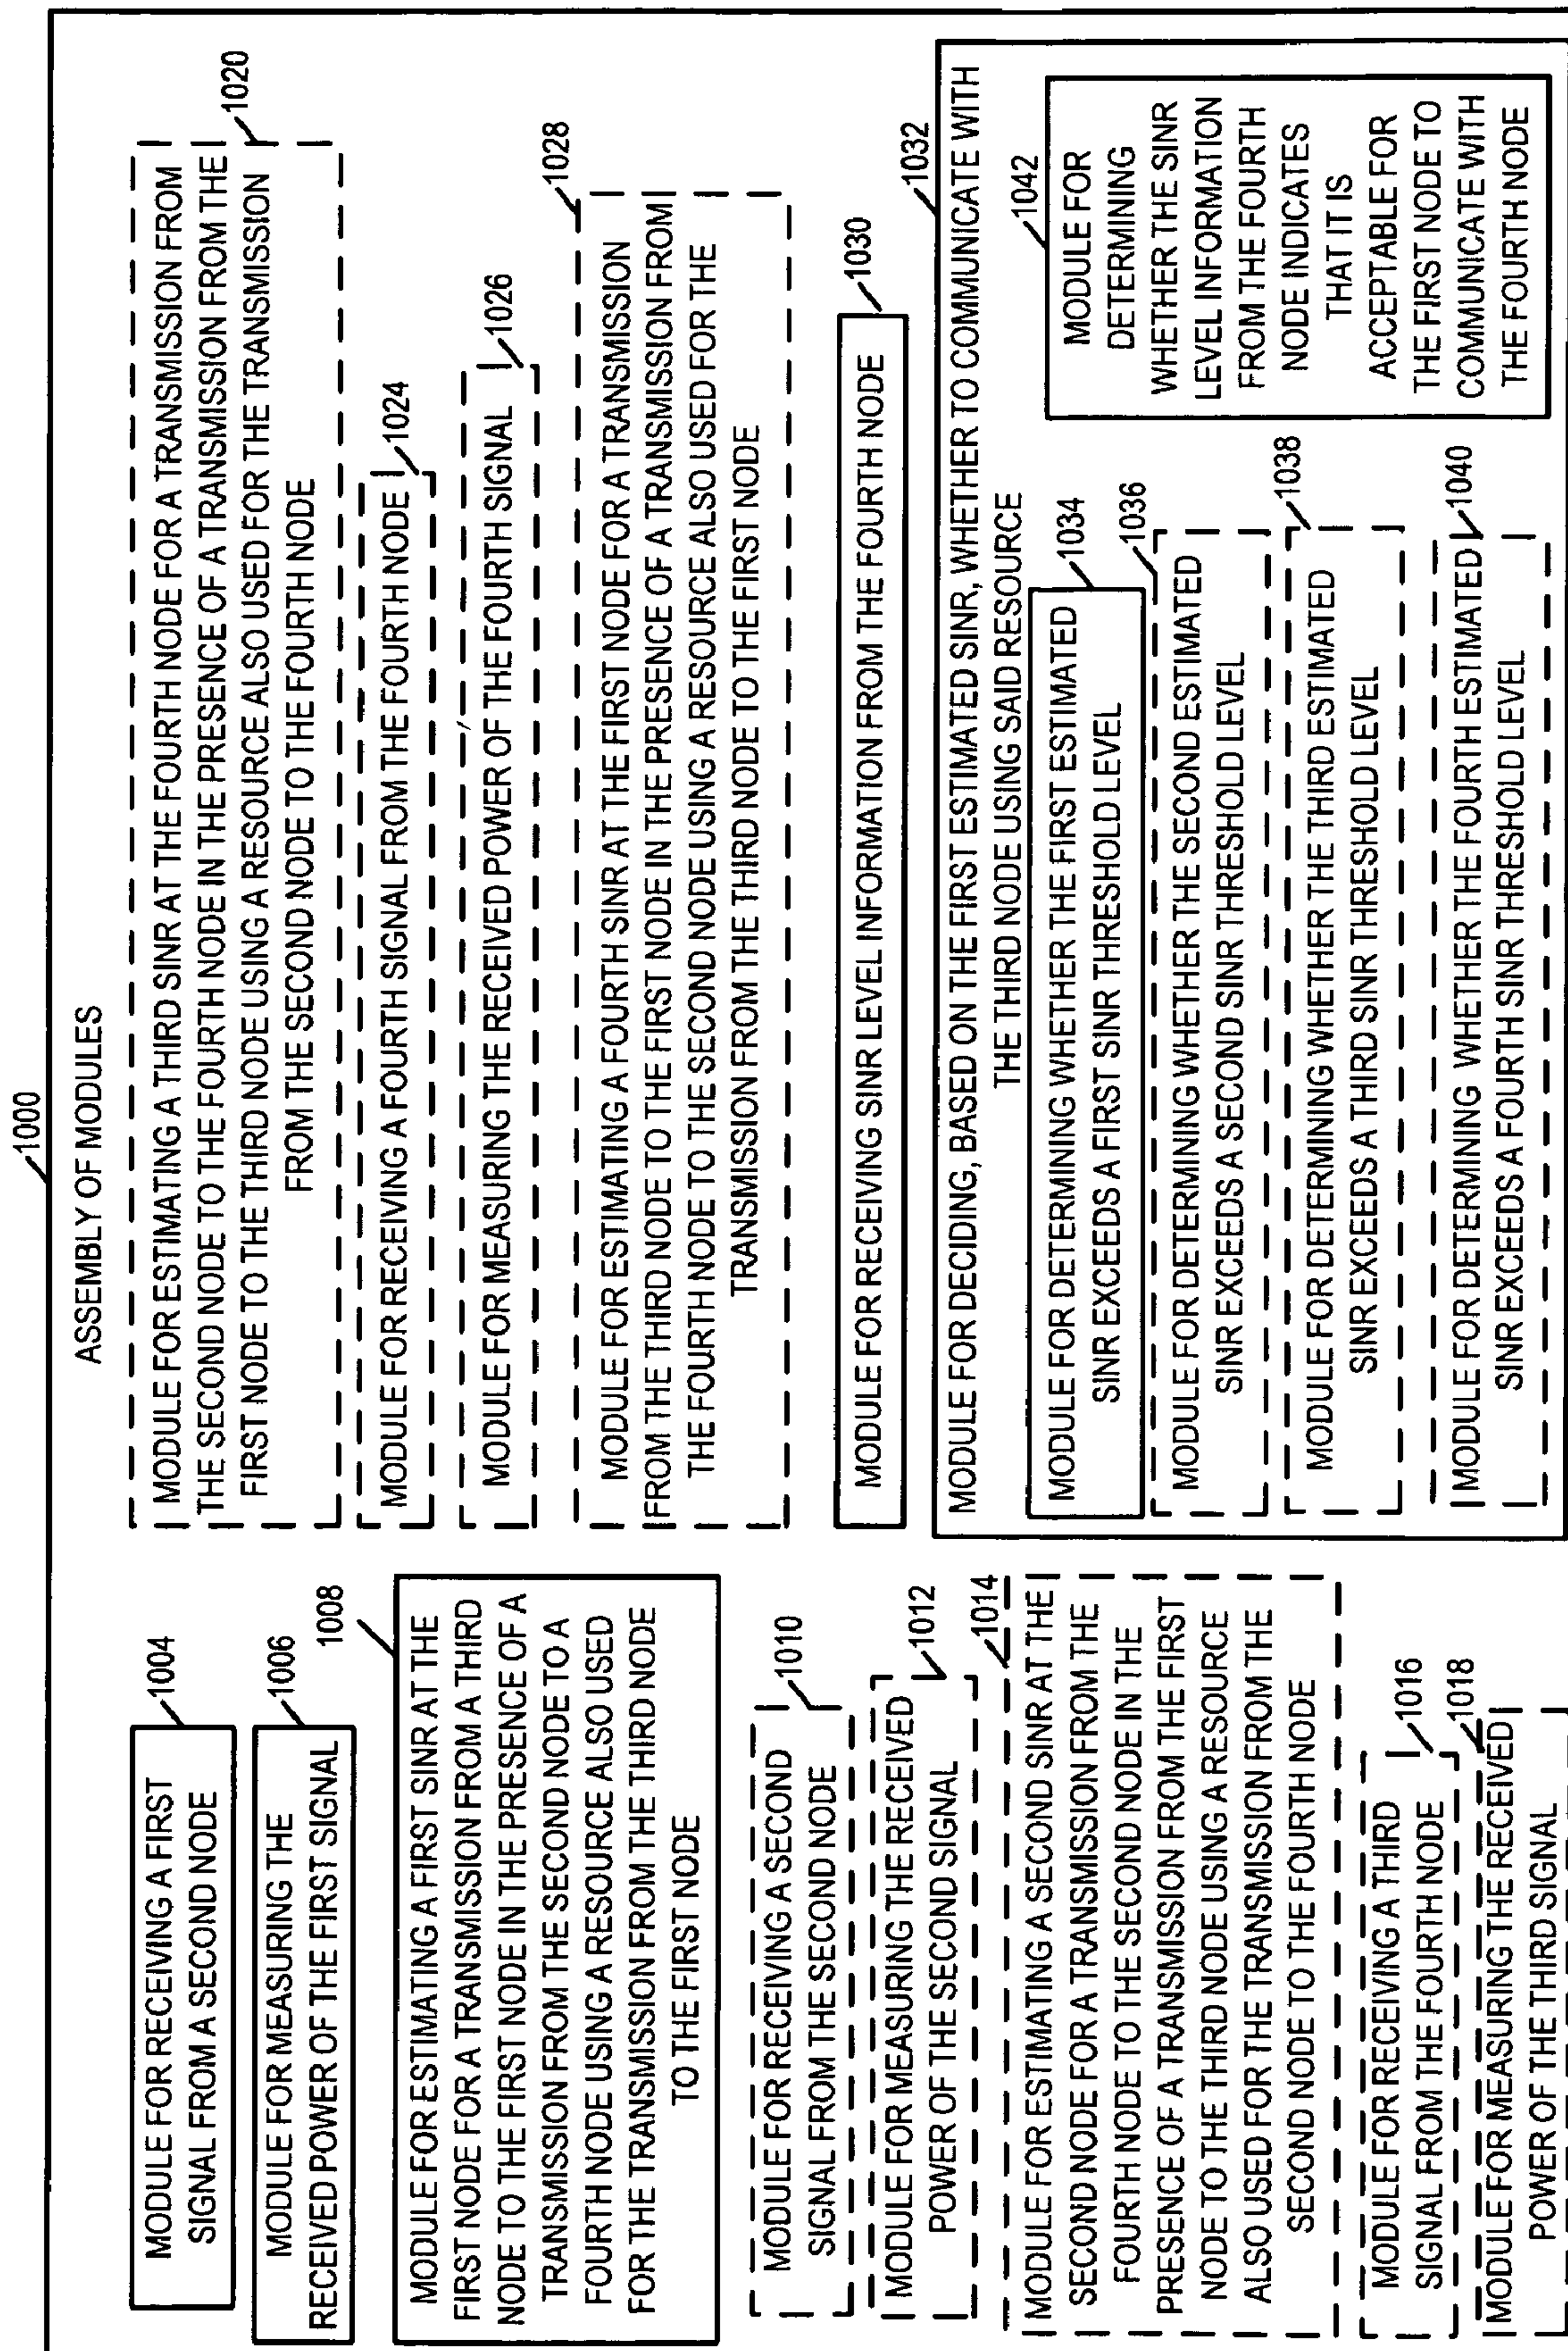 1000
ASSEMBLY OF MODULES
1004
MODULE FOR RECEIVING A FIRST
SIGNAL FROM A SECOND NODE
1006
MODULE FOR MEASURING THE
RECEIVED POWER OF THE FIRST SIGNAL
1008
MODULE FOR ESTIMATING A FIRST SINR AT THE
FIRST NODE FOR A TRANSMISSION FROM A THIRD
NODE TO THE FIRST NODE IN THE PRESENCE OF A
TRANSMISSION FROM THE SECOND NODE TO A
FOURTH NODE USING A RESOURCE ALSO USED
FOR THE TRANSMISSION FROM THE THIRD NODE
TO THE FIRST NODE
1010
MODULE FOR RECEIVING A SECOND
SIGNAL FROM THE SECOND NODE
1012
MODULE FOR MEASURING THE RECEIVED
POWER OF THE SECOND SIGNAL
1014
MODULE FOR ESTIMATING A SECOND SINR AT THE
SECOND NODE FOR A TRANSMISSION FROM THE
FOURTH NODE TO THE SECOND NODE IN THE
PRESENCE OF A TRANSMISSION FROM THE FIRST
NODE TO THE THIRD NODE USING A RESOURCE
ALSO USED FOR THE TRANSMISSION FROM THE
SECOND NODE TO THE FOURTH NODE
1016
MODULE FOR RECEIVING A THIRD
SIGNAL FROM THE FOURTH NODE
1018
MODULE FOR MEASURING THE RECEIVED
POWER OF THE THIRD SIGNAL
1020
MODULE FOR ESTIMATING A THIRD SINR AT THE FOURTH NODE FOR A TRANSMISSION FROM
THE SECOND NODE TO THE FOURTH NODE IN THE PRESENCE OF A TRANSMISSION FROM THE
FIRST NODE TO THE THIRD NODE USING A RESOURCE ALSO USED FOR THE TRANSMISSION
FROM THE SECOND NODE TO THE FOURTH NODE
1024
MODULE FOR RECEIVING A FOURTH SIGNAL FROM THE FOURTH NODE
1026
MODULE FOR MEASURING THE RECEIVED POWER OF THE FOURTH SIGNAL
1028
MODULE FOR ESTIMATING A FOURTH SINR AT THE FIRST NODE FOR A TRANSMISSION
FROM THE THIRD NODE TO THE FIRST NODE IN THE PRESENCE OF A TRANSMISSION FROM
THE FOURTH NODE TO THE SECOND NODE USING A RESOURCE ALSO USED FOR THE
TRANSMISSION FROM THE THIRD NODE TO THE FIRST NODE
1030
MODULE FOR RECEIVING SINR LEVEL INFORMATION FROM THE FOURTH NODE
1032
MODULE FOR DECIDING, BASED ON THE FIRST ESTIMATED SINR, WHETHER TO COMMUNICATE WITH
THE THIRD NODE USING SAID RESOURCE
1034
MODULE FOR DETERMINING WHETHER THE FIRST ESTIMATED
SINR EXCEEDS A FIRST SINR THRESHOLD LEVEL
1036
MODULE FOR DETERMINING WHETHER THE SECOND ESTIMATED
SINR EXCEEDS A SECOND SINR THRESHOLD LEVEL
1038
MODULE FOR DETERMINING WHETHER THE THIRD ESTIMATED
SINR EXCEEDS A THIRD SINR THRESHOLD LEVEL
1040
MODULE FOR DETERMINING WHETHER THE FOURTH ESTIMATED
SINR EXCEEDS A FOURTH SINR THRESHOLD LEVEL
1042
MODULE FOR
DETERMINING
WHETHER THE SINR
LEVEL INFORMATION
FROM THE FOURTH
NODE INDICATES
THAT IT IS
ACCEPTABLE FOR
THE FIRST NODE TO
COMMUNICATE WITH
THE FOURTH NODE